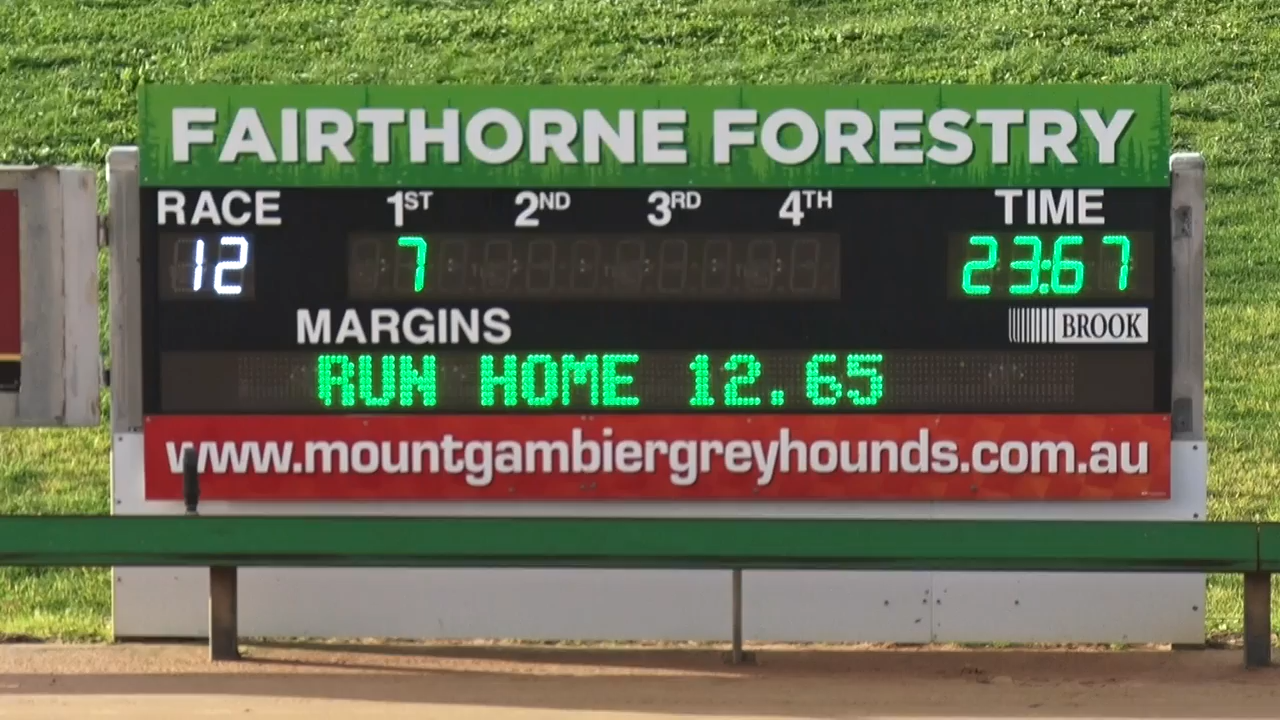 FAIRTHORNE FORESTRY
RACE 1ST 2ND 3RD 4TH TIME
12 7 23:67
MARGINS BROOK
RUN HOME 12.65
www.mountgambiergreyhounds.com.au